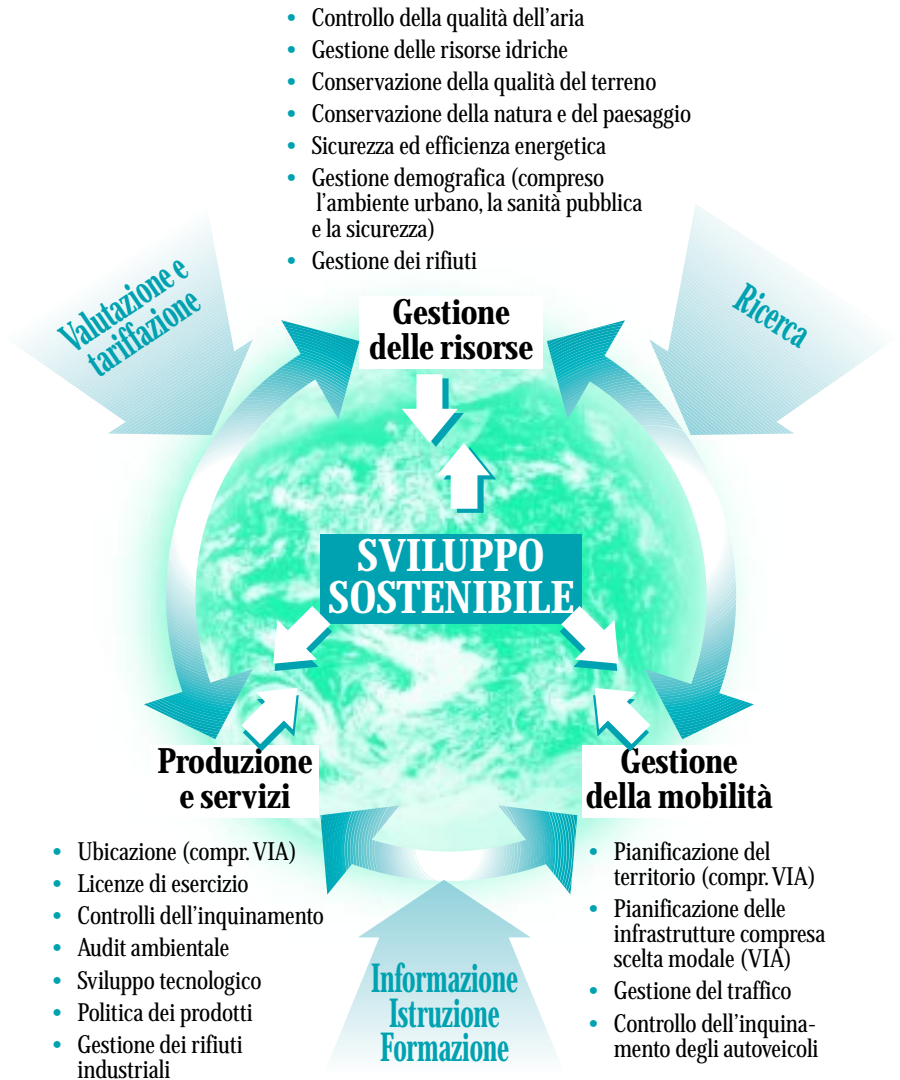 • Controllo della qualità dell'aria
• Gestione delle risorse idriche
• Conservazione della qualità del terreno
• Conservazione della natura e del paesaggio
• Sicurezza ed efficienza energetica
• Gestione demografica (compreso
l'ambiente urbano, la sanità pubblica
e la sicurezza)
• Gestione dei rifiuti
Valutazione e
tariffazione
Ricerca
Gestione
delle risorse
SVILUPPO
SOSTENIBILE
Produzione
e servizi
• Ubicazione (compr. VIA)
• Licenze di esercizio
• Controlli dell'inquinamento
• Audit ambientale
• Sviluppo tecnologico
• Politica dei prodotti
• Gestione dei rifiuti
industriali
Informazione
Istruzione
Formazione
Gestione
della mobilità
• Pianificazione del
territorio (compr. VIA)
• Pianificazione delle
infrastrutture compresa
scelta modale (VIA)
• Gestione del traffico
• Controllo dell'inquina-
mento degli autoveicoli